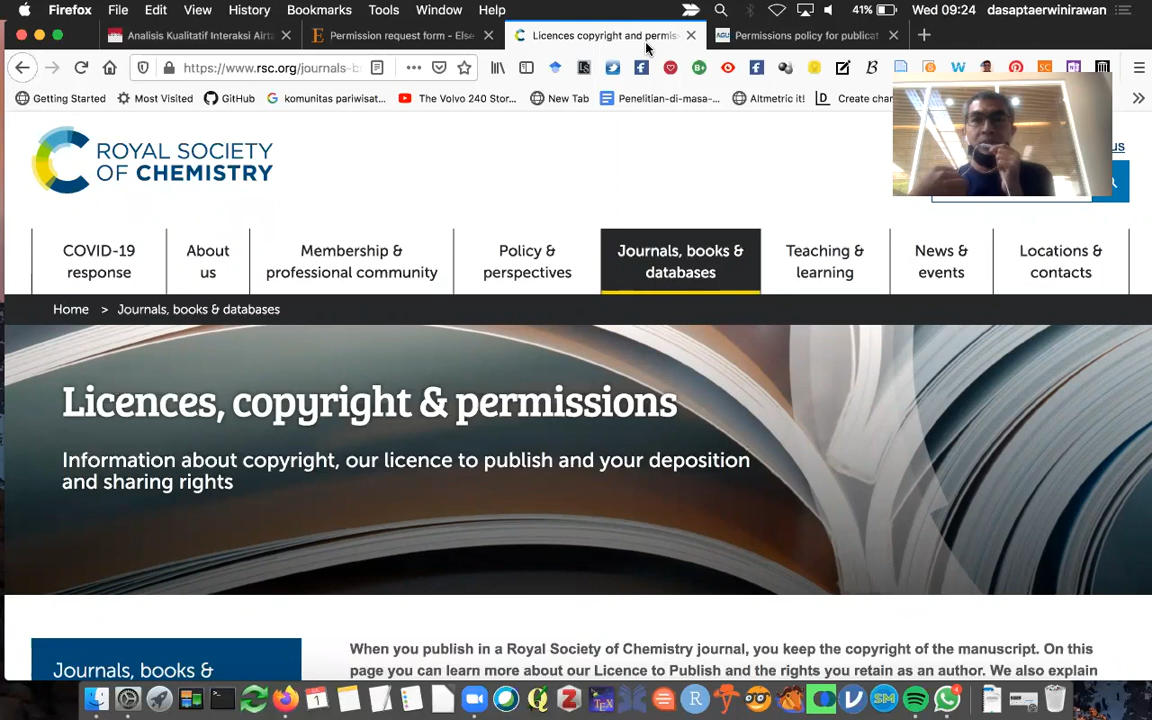 Firefox File Edit View History Bookmarks Tools Window Help 41% Wed 09:24 dasaptaerwinirawan
Analisis Kualitatif Interaksi Airta Permission request form - Else Licences copyright and permis Permissions policy for publicat
https://www.rsc.org/journals-b
Getting Started Most Visited GitHub komunitas pariwisat... The Volvo 240 Stor... New Tab Penelitian-di-masa-... Altmetric it! Create char
us
ROYAL SOCIETY
OF CHEMISTRY
COVID-19
response
About
us
Membership &
professional community
Policy &
perspectives
Journals, books &
databases
Teaching &
learning
News &
events
Locations &
contacts
Home > Journals, books & databases
Licences, copyright & permissions
Information about copyright, our licence to publish and your deposition
and sharing rights
Journals, books &
When you publish in a Royal Society of Chemistry journal, you keep the copyright of the manuscript. On this
page you can learn more about our Licence to Publish and the rights you retain as an author. We also explain